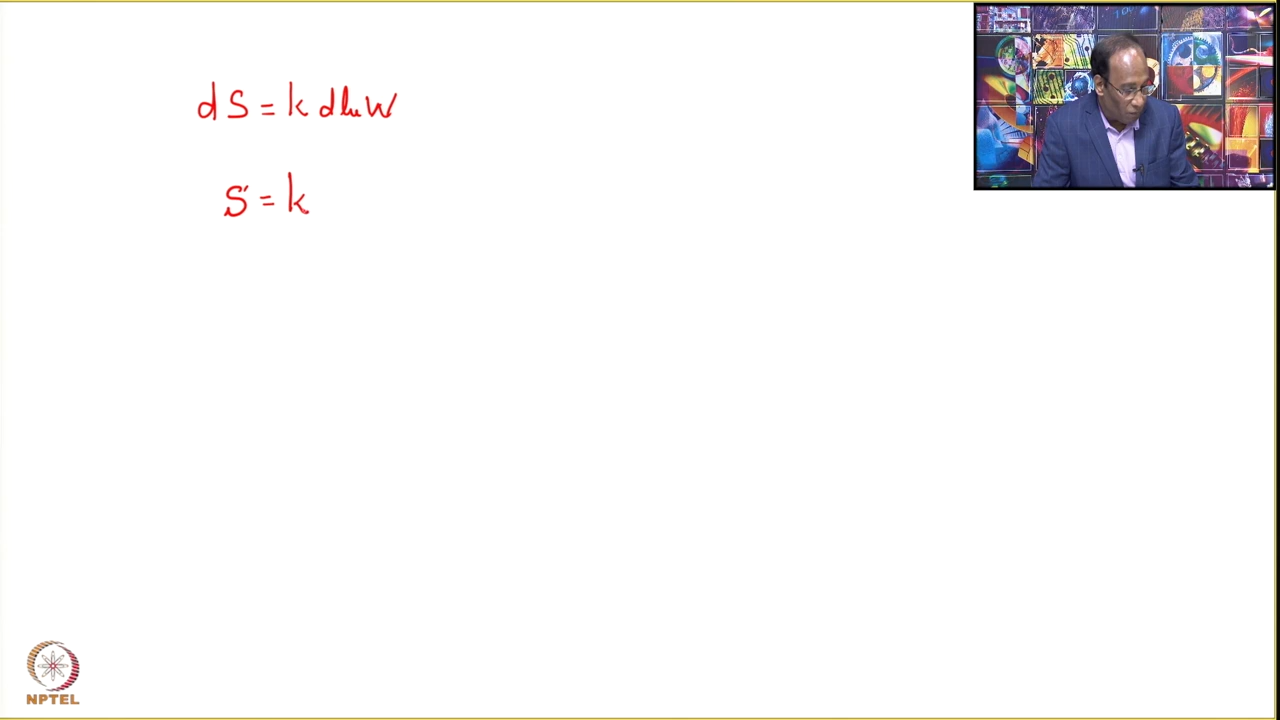 dS = k dlnW
S = k
NPTEL